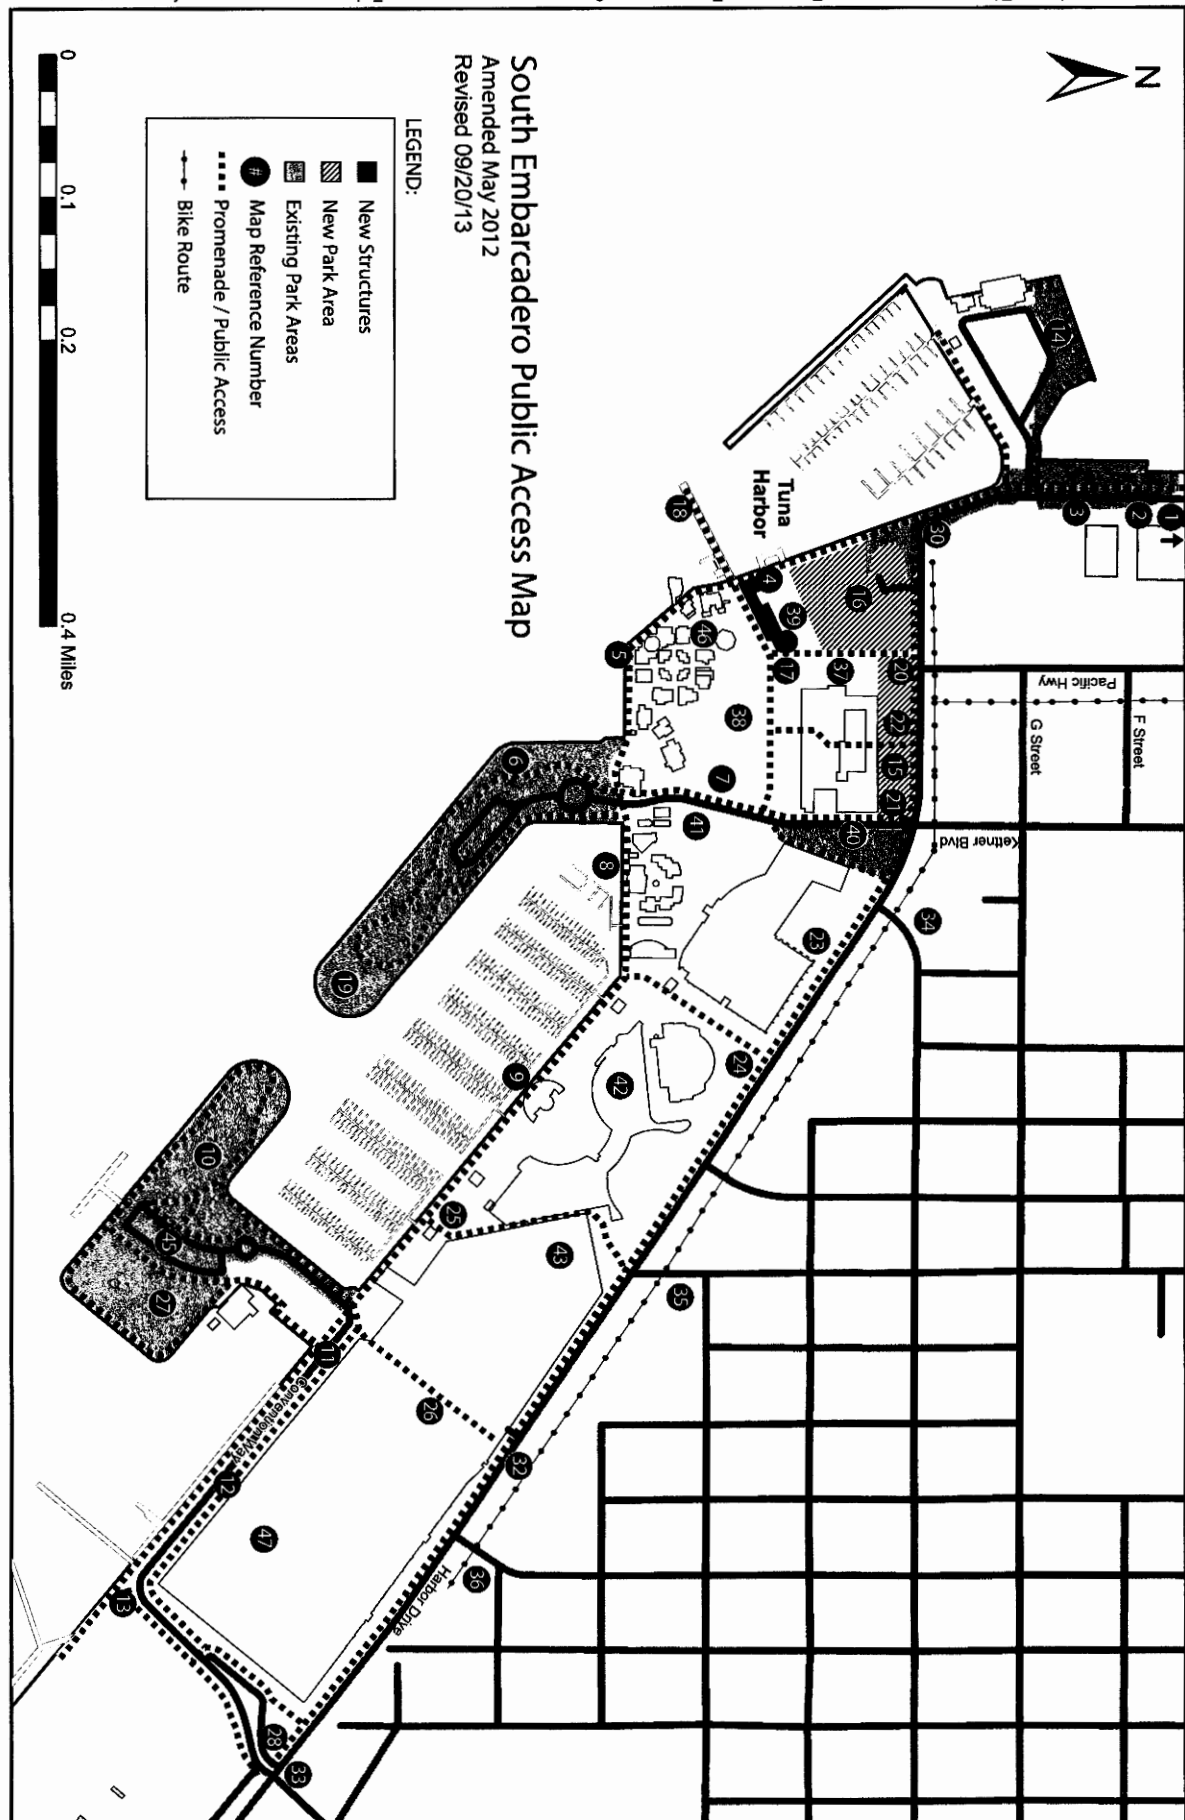 N
South Embarcadero Public Access Map
Amended May 2012
Revised 09/20/13
LEGEND:
New Structures
New Park Area
Existing Park Areas
# Map Reference Number
Promenade / Public Access
Bike Route
0 0.1 0.2 0.4 Miles
Tuna
Harbor
Pacific Hwy
G Street
F Street
Kettner Blvd
Harbor Drive
Convention Way
1
2
3
14
30
16
4
39
18
46
5
17
37
20
22
15
21
38
7
6
41
40
8
23
34
19
24
9
42
25
43
10
45
27
35
11
26
32
12
47
36
13
28
33